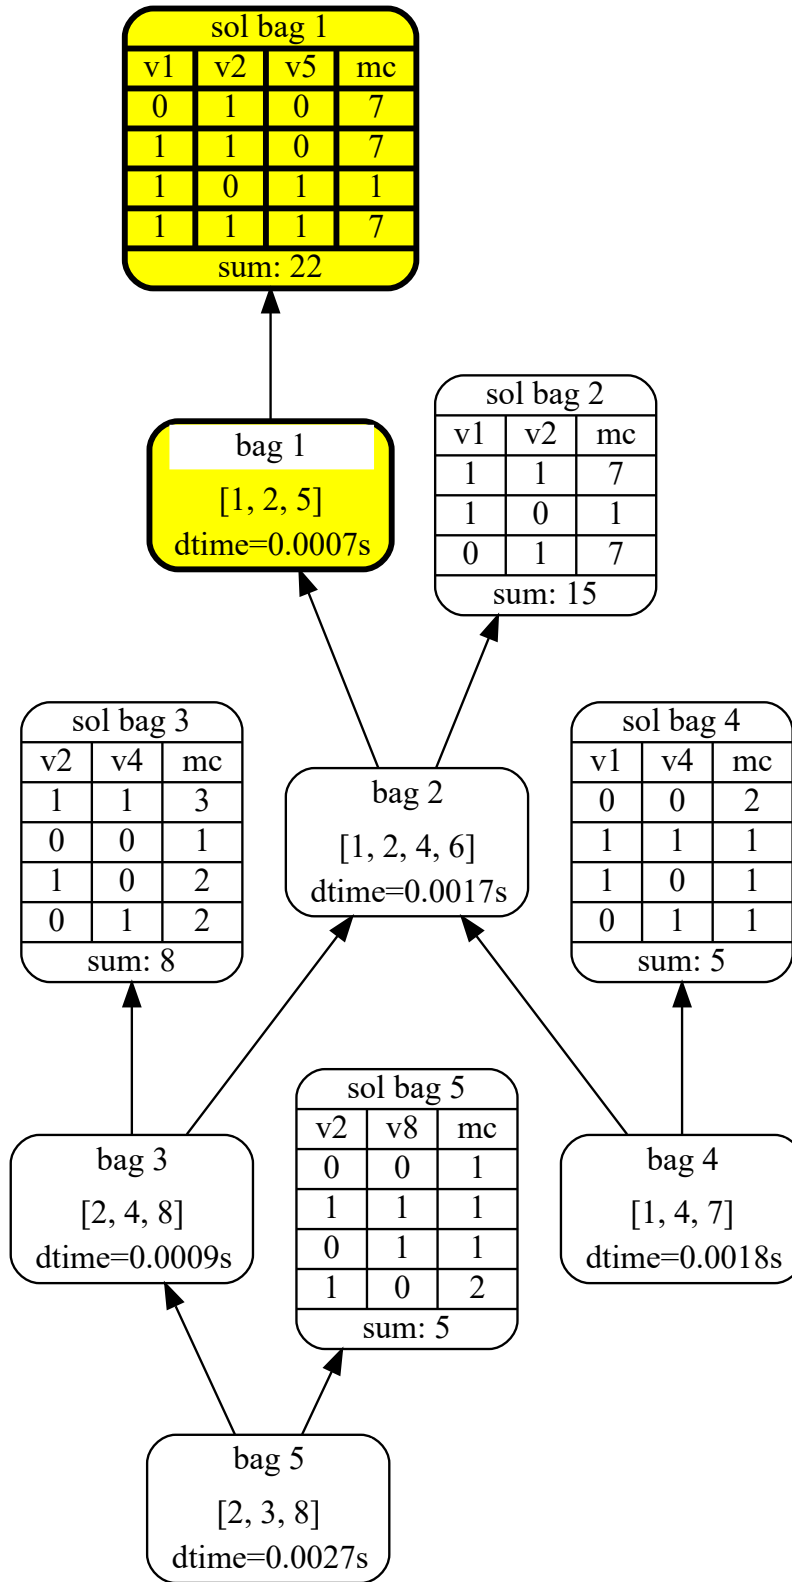 sol bag 1
v1 v2 v5 mc
0 1 0 7
1 1 0 7
1 0 1 1
1 1 1 7
sum: 22
bag 1
[1, 2, 5]
dtime=0.0007s
sol bag 2
v1 v2 mc
1 1 7
1 0 1
0 1 7
sum: 15
sol bag 3
v2 v4 mc
1 1 3
0 0 1
1 0 2
0 1 2
sum: 8
bag 2
[1, 2, 4, 6]
dtime=0.0017s
sol bag 4
v1 v4 mc
0 0 2
1 1 1
1 0 1
0 1 1
sum: 5
bag 3
[2, 4, 8]
dtime=0.0009s
sol bag 5
v2 v8 mc
0 0 1
1 1 1
0 1 1
1 0 2
sum: 5
bag 4
[1, 4, 7]
dtime=0.0018s
bag 5
[2, 3, 8]
dtime=0.0027s